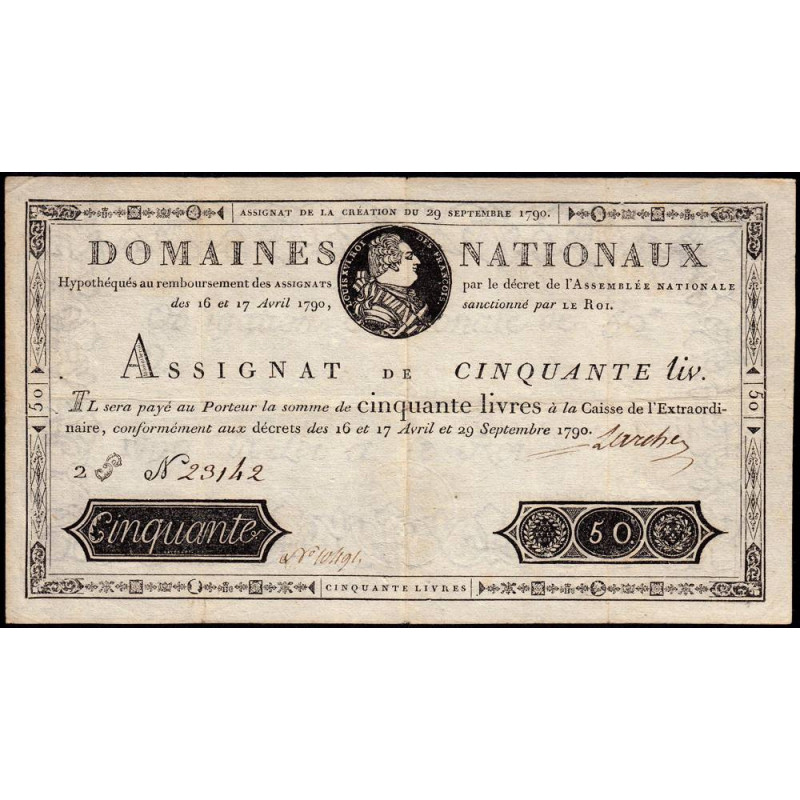 ASSIGNAT DE LA CRÉATION DU 29 SEPTEMBRE 1790.
DOMAINES NATIONAUX
LOUIS XVI. ROI DES FRANÇOIS.
Hypothéqués au remboursement des ASSIGNATS par le décret de l'ASSEMBLÉE NATIONALE
des 16 et 17 Avril 1790, sanctionné par LE ROI.
ASSIGNAT DE CINQUANTE liv.
IL sera payé au Porteur la somme de cinquante livres à la Caisse de l'Extraordi-
naire, conformément aux décrets des 16 et 17 Avril et 29 Septembre 1790.
Larcher
2 N 23142
Cinquante
50
CINQUANTE LIVRES
50
50